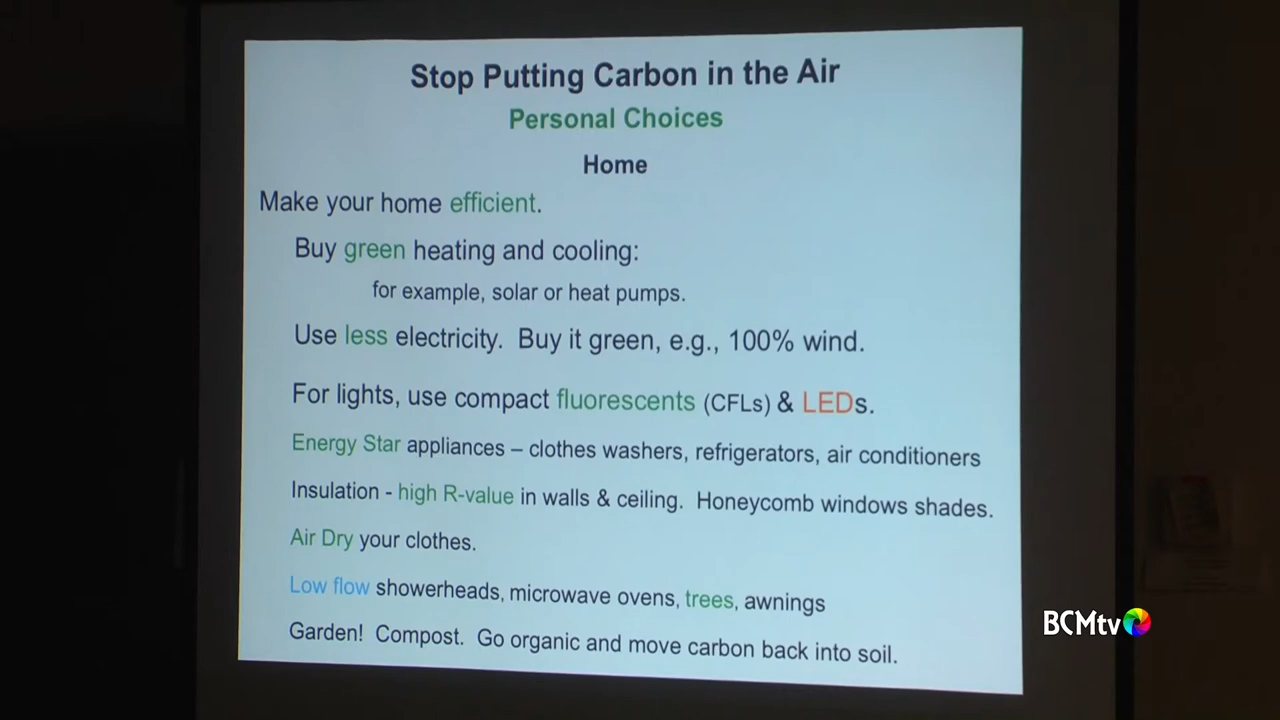 Stop Putting Carbon in the Air
Personal Choices
Home
Make your home efficient.
Buy green heating and cooling:
for example, solar or heat pumps.
Use less electricity. Buy it green, e.g., 100% wind.
For lights, use compact fluorescents (CFLs) & LEDs.
Energy Star appliances – clothes washers, refrigerators, air conditioners
Insulation - high R-value in walls & ceiling. Honeycomb windows shades.
Air Dry your clothes.
Low flow showerheads, microwave ovens, trees, awnings
Garden! Compost. Go organic and move carbon back into soil.
BCMtv